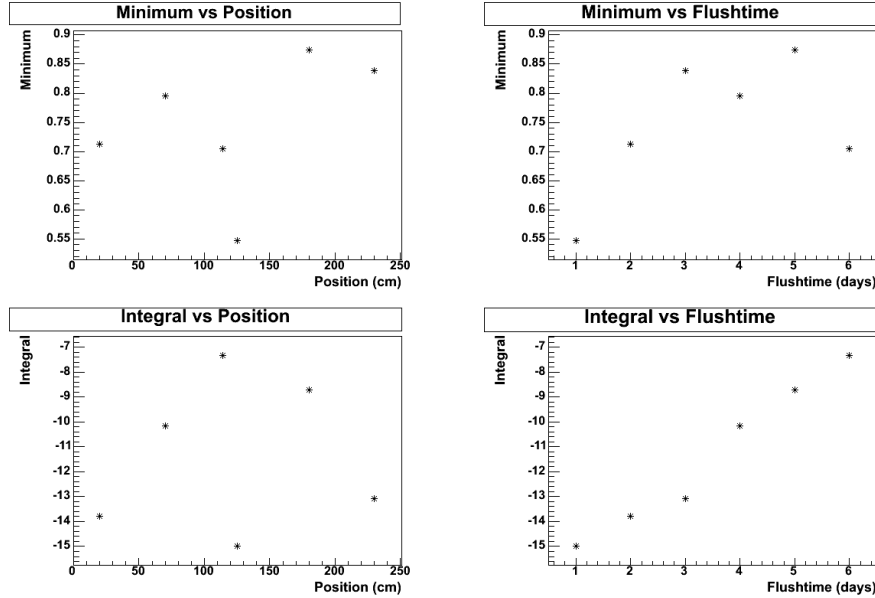 Minimum vs Position
Minimum
0.9
0.85
0.8
0.75
0.7
0.65
0.6
0.55
0 50 100 150 200 250
Position (cm)
Minimum vs Flushtime
Minimum
0.9
0.85
0.8
0.75
0.7
0.65
0.6
0.55
1 2 3 4 5 6
Flushtime (days)
Integral vs Position
Integral
-7
-8
-9
-10
-11
-12
-13
-14
-15
0 50 100 150 200 250
Position (cm)
Integral vs Flushtime
Integral
-7
-8
-9
-10
-11
-12
-13
-14
-15
1 2 3 4 5 6
Flushtime (days)